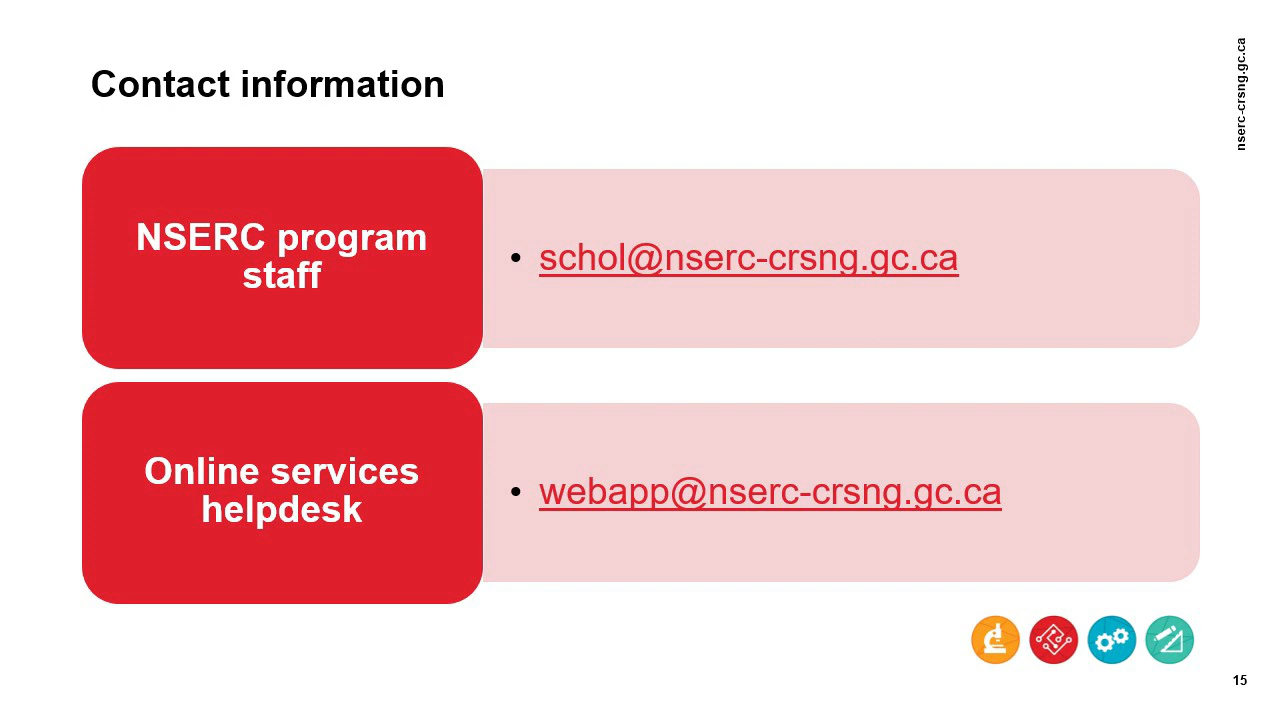 Contact information
nserc-crsng.gc.ca
NSERC program
staff
• schol@nserc-crsng.gc.ca
Online services
helpdesk
• webapp@nserc-crsng.gc.ca
15